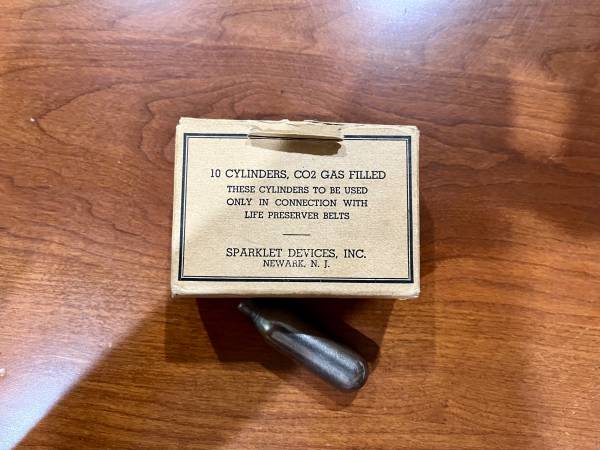 10 CYLINDERS, CO2 GAS FILLED
THESE CYLINDERS TO BE USED
ONLY IN CONNECTION WITH
LIFE PRESERVER BELTS
SPARKLET DEVICES, INC.
NEWARK, N. J.